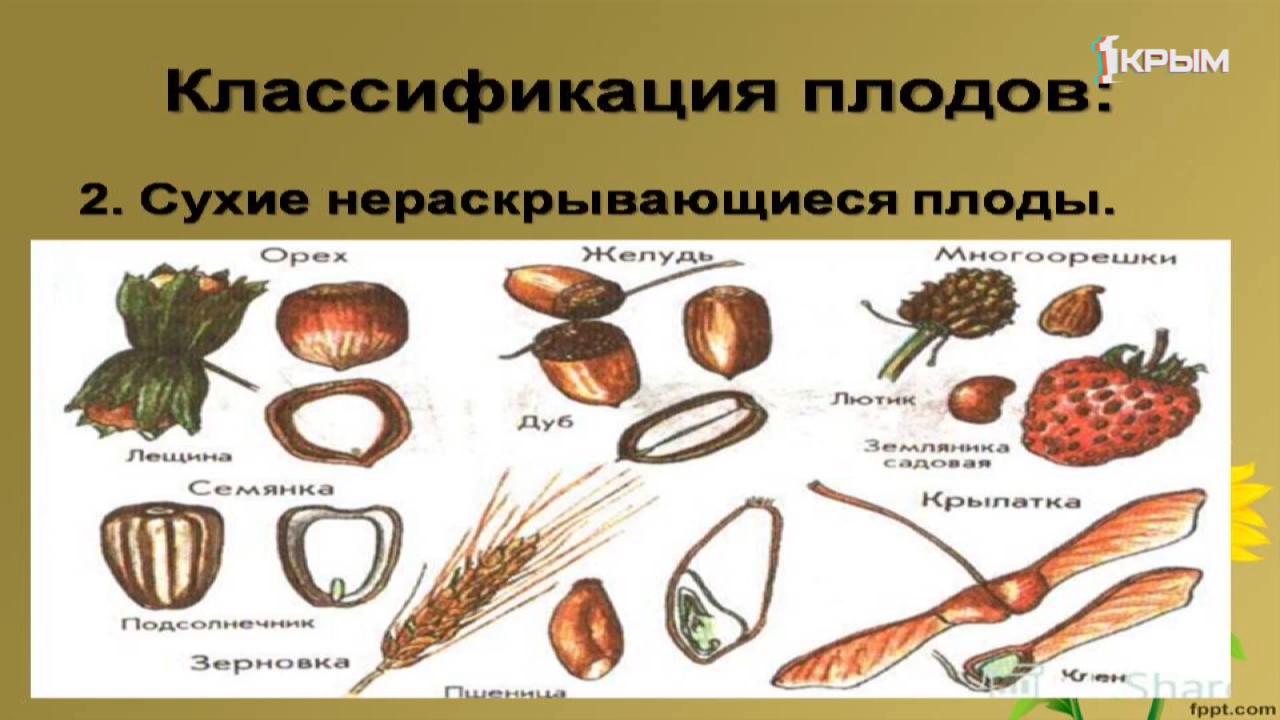 1КРЫМ
Классификация плодов:
2. Сухие нераскрывающиеся плоды.
Орех
Желудь
Многоорешки
Лютик
Дуб
Земляника
садовая
Лещина
Семянка
Крылатка
Подсолнечник
Зерновка
Клен
Пшеница
Share
fppt.com